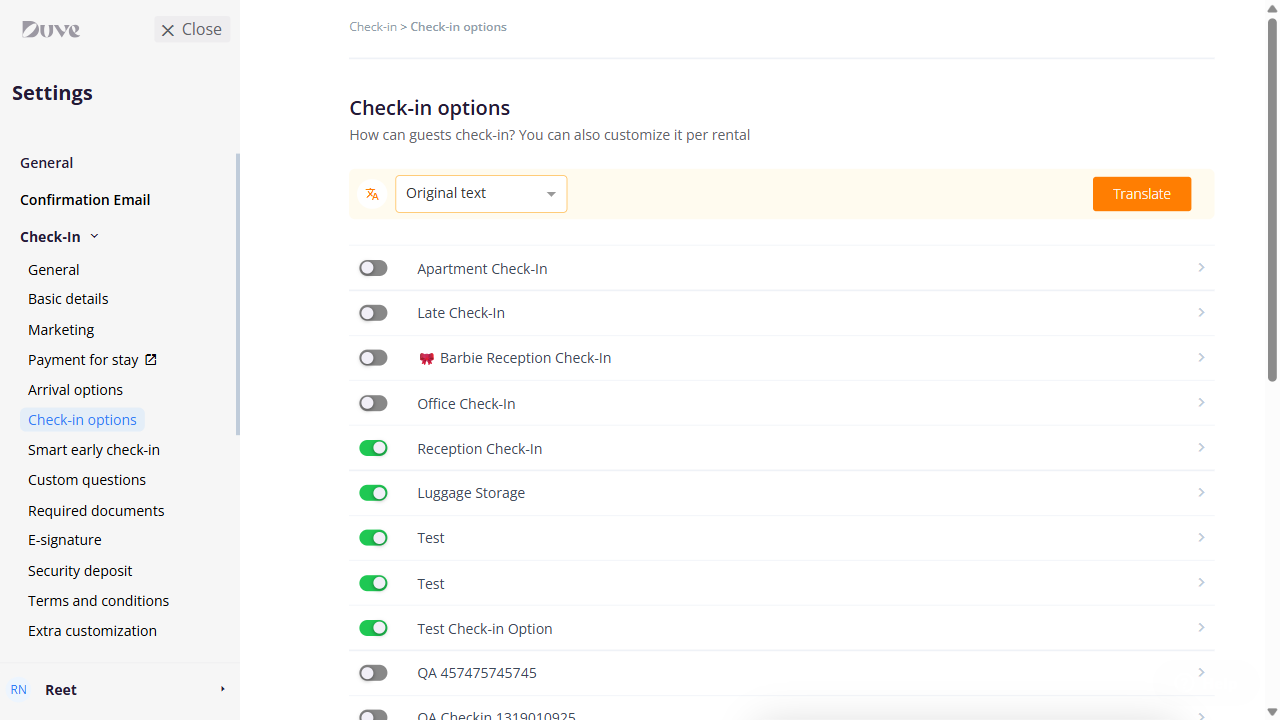 Duve
Close
Settings
General
Confirmation Email
Check-In
General
Basic details
Marketing
Payment for stay
Arrival options
Check-in options
Smart early check-in
Custom questions
Required documents
E-signature
Security deposit
Terms and conditions
Extra customization
RN Reet
Check-in > Check-in options
Check-in options
How can guests check-in? You can also customize it per rental
Original text
Translate
Apartment Check-In
Late Check-In
🎀 Barbie Reception Check-In
Office Check-In
Reception Check-In
Luggage Storage
Test
Test
Test Check-in Option
QA 457475745745
QA Checkin 1319010925